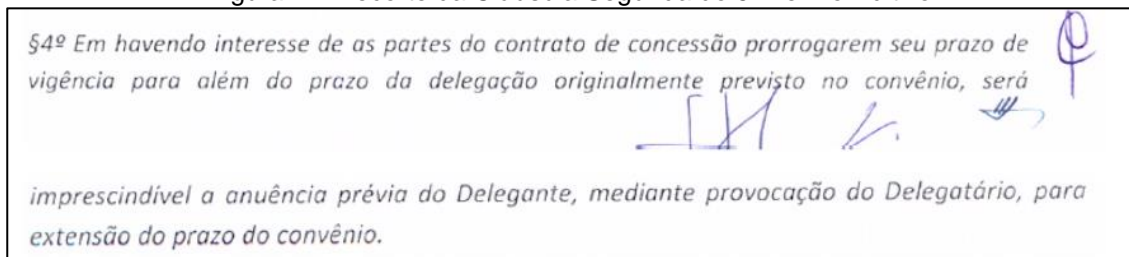 §4º Em havendo interesse de as partes do contrato de concessão prorrogarem seu prazo de
vigência para além do prazo da delegação originalmente previsto no convênio, será
imprescindível a anuência prévia do Delegante, mediante provocação do Delegatário, para
extensão do prazo do convênio.